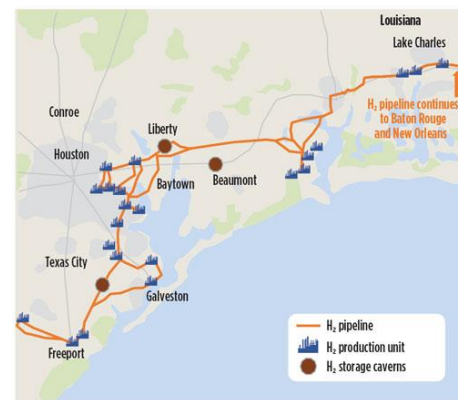 Louisiana
Lake Charles
H₂ pipeline continues
to Baton Rouge
and New Orleans
Conroe
Liberty
Houston
Baytown
Beaumont
Texas City
Galveston
Freeport
H₂ pipeline
H₂ production unit
H₂ storage caverns